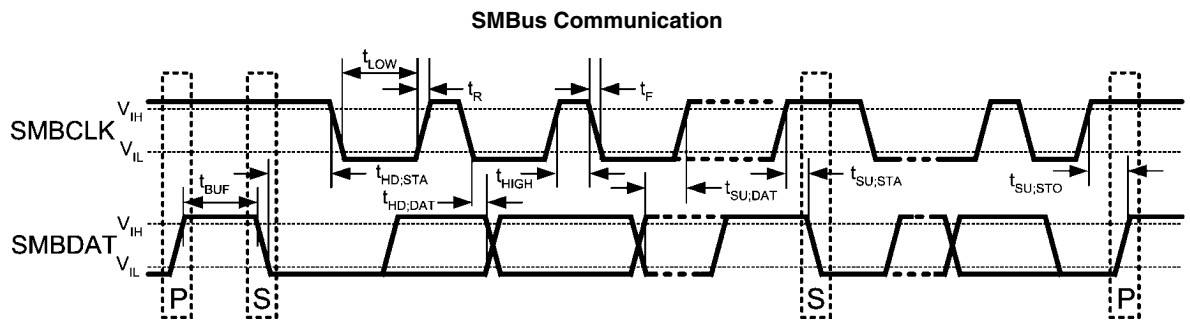 SMBus Communication
tLOW
tR
tF
VIH
SMBCLK
VIL
tHD;STA
tHIGH
tSU;DAT
tSU;STA
tSU;STO
tBUF
tHD;DAT
VIH
SMBDAT
VIL
P
S
S
P